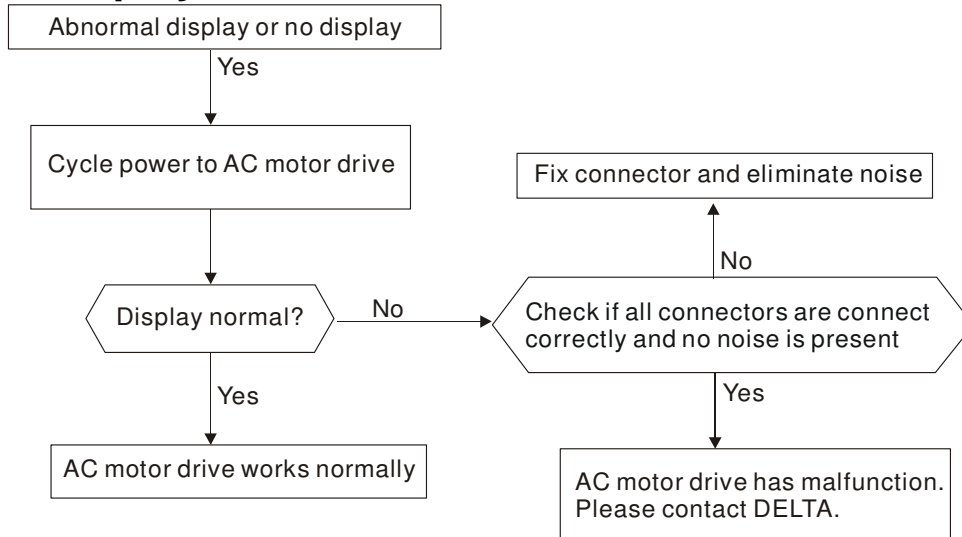 Abnormal display or no display
Yes
Cycle power to AC motor drive
Fix connector and eliminate noise
No
Display normal?
No
Check if all connectors are connect
correctly and no noise is present
Yes
Yes
AC motor drive works normally
AC motor drive has malfunction.
Please contact DELTA.